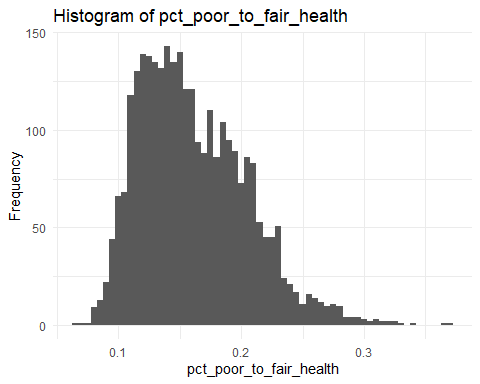 Histogram of pct_poor_to_fair_health
150
100
50
0
Frequency
0.1 0.2 0.3
pct_poor_to_fair_health